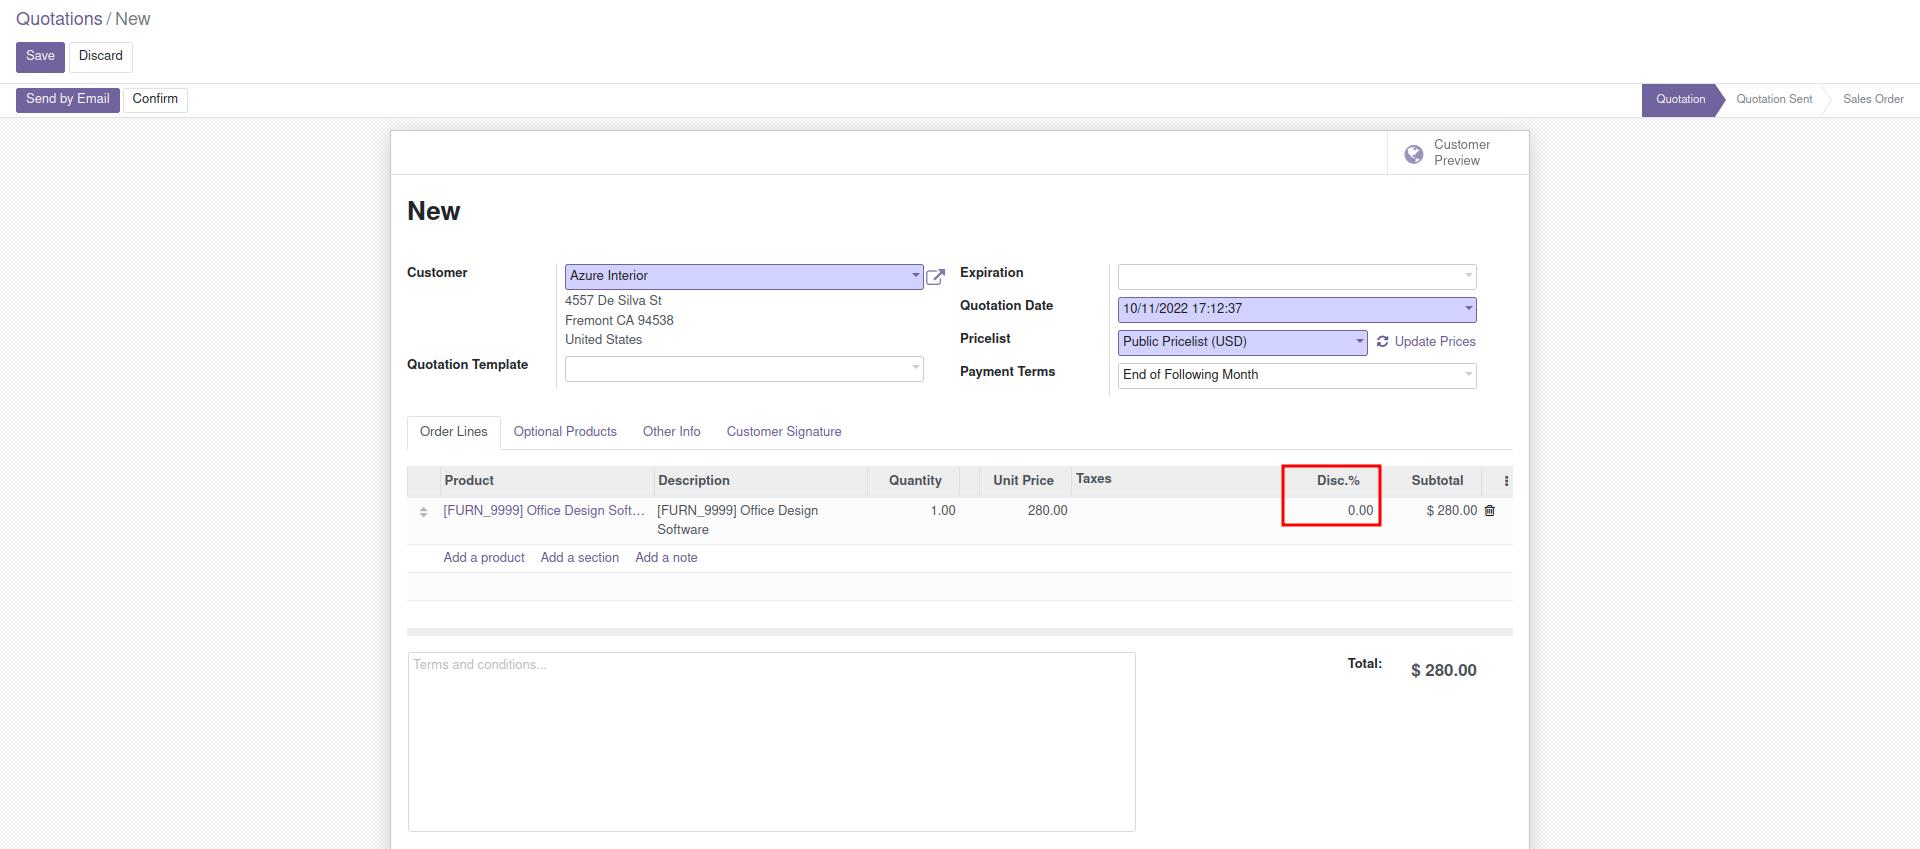 Quotations / New
Save Discard
Send by Email Confirm Quotation Quotation Sent Sales Order
Customer
Preview
New
Customer Azure Interior Expiration
4557 De Silva St
Fremont CA 94538
United States
Quotation Date 10/11/2022 17:12:37
Pricelist Public Pricelist (USD) Update Prices
Quotation Template Payment Terms End of Following Month
Order Lines Optional Products Other Info Customer Signature
Product Description Quantity Unit Price Taxes Disc.% Subtotal
[FURN_9999] Office Design Soft... [FURN_9999] Office Design 1.00 280.00 0.00 $ 280.00
Software
Add a product Add a section Add a note
Terms and conditions... Total: $ 280.00